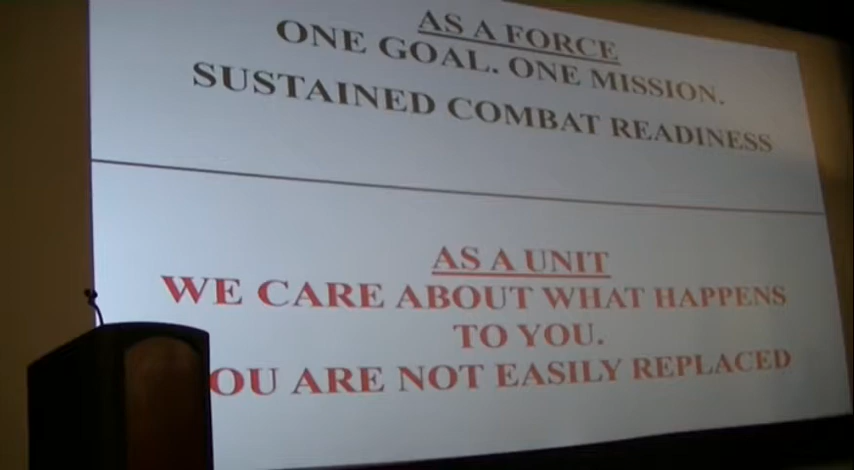 AS A FORCE
ONE GOAL. ONE MISSION.
SUSTAINED COMBAT READINESS
AS A UNIT
WE CARE ABOUT WHAT HAPPENS
TO YOU.
OU ARE NOT EASILY REPLACED